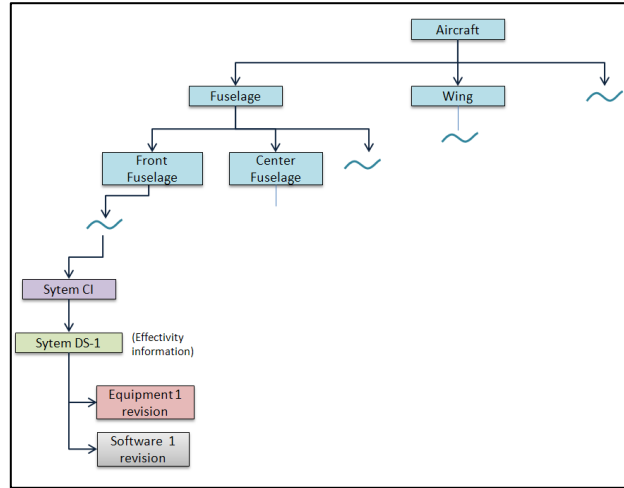 Aircraft
Fuselage
Wing
Front
Fuselage
Center
Fuselage
Sytem CI
Sytem DS-1
(Effectivity
information)
Equipment 1
revision
Software 1
revision